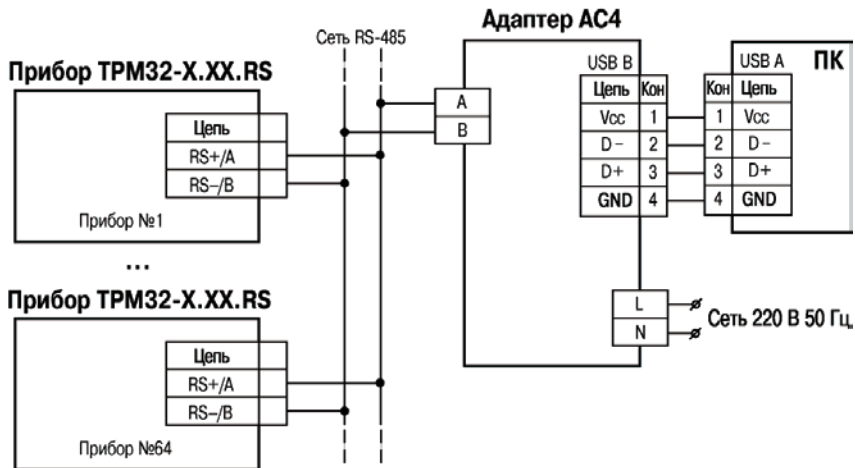 Адаптер АС4
Сеть RS-485
Прибор ТРМ32-Х.ХХ.RS
Цепь
RS+/A
RS–/B
Прибор №1
...
Прибор ТРМ32-Х.ХХ.RS
Цепь
RS+/A
RS–/B
Прибор №64
A
B
USB B
Цепь Кон
Vcc 1
D– 2
D+ 3
GND 4
L
N
Сеть 220 В 50 Гц
USB A
ПК
Кон Цепь
1 Vcc
2 D–
3 D+
4 GND